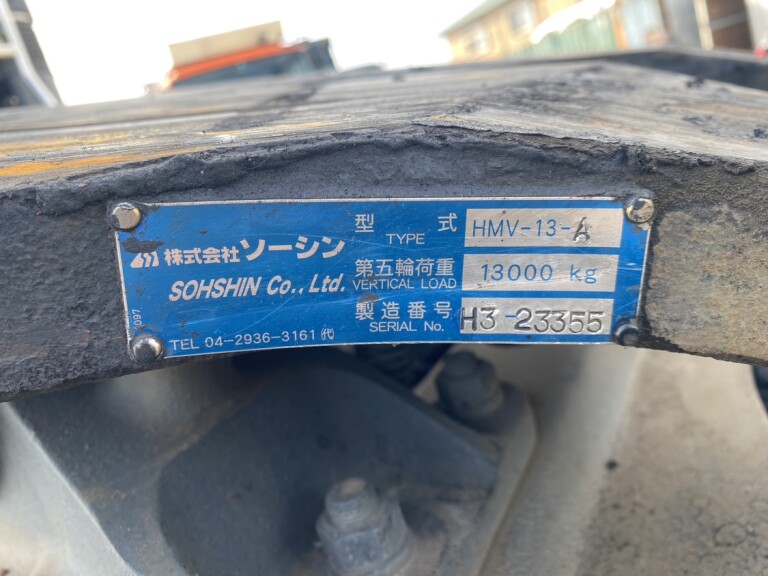 株式会社ソーシン
SOHSHIN Co., Ltd.
TEL 04-2936-3161 ㈹
型式 HMV-13-A
TYPE
第五輪荷重 13000 kg
VERTICAL LOAD
製造番号 H3-23355
SERIAL No.